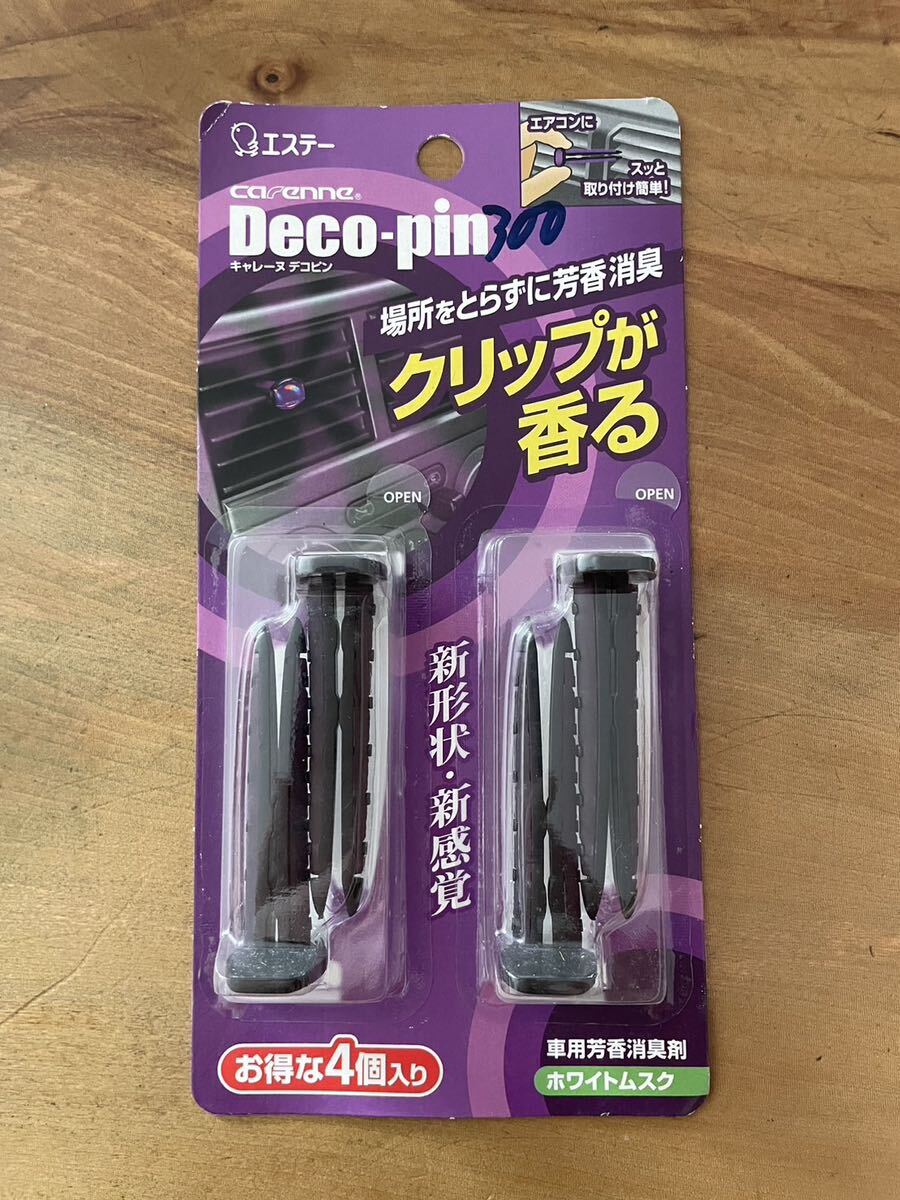 エステー
エアコンに
スッと
取り付け簡単!
carenne®
Deco-pin 300
キャレーヌ デコピン
場所をとらずに芳香消臭
クリップが
香る
OPEN
OPEN
新形状・新感覚
お得な4個入り
車用芳香消臭剤
ホワイトムスク